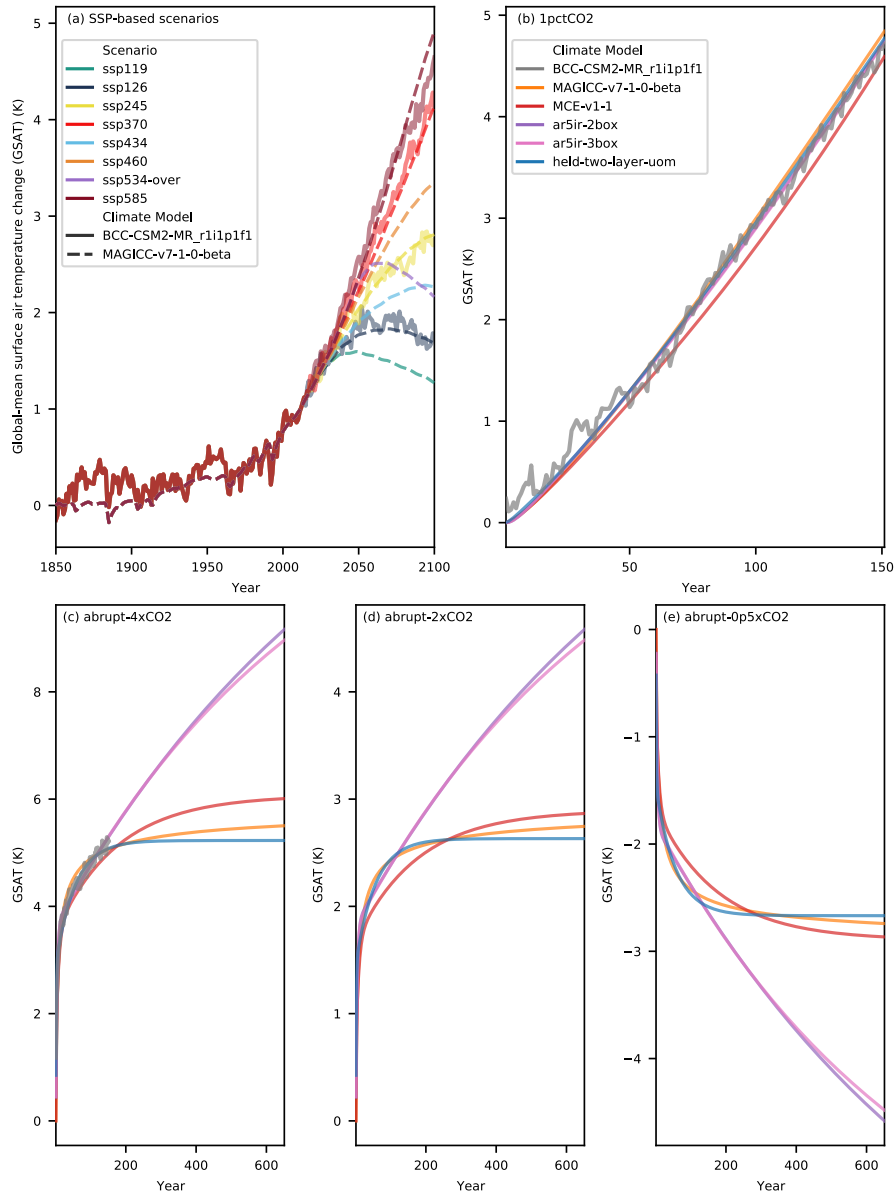 (a) SSP-based scenarios
Global-mean surface air temperature change (GSAT) (K)
5
4
3
2
1
0
Scenario
ssp119
ssp126
ssp245
ssp370
ssp434
ssp460
ssp534-over
ssp585
Climate Model
BCC-CSM2-MR_r1i1p1f1
MAGICC-v7-1-0-beta
1850
1900
1950
2000
2050
2100
Year
(b) 1pctCO2
GSAT (K)
5
4
3
2
1
0
Climate Model
BCC-CSM2-MR_r1i1p1f1
MAGICC-v7-1-0-beta
MCE-v1-1
ar5ir-2box
ar5ir-3box
held-two-layer-uom
50
100
150
Year
(c) abrupt-4xCO2
GSAT (K)
8
6
4
2
0
200
400
600
Year
(d) abrupt-2xCO2
GSAT (K)
4
3
2
1
0
200
400
600
Year
(e) abrupt-0p5xCO2
GSAT (K)
0
−1
−2
−3
−4
200
400
600
Year